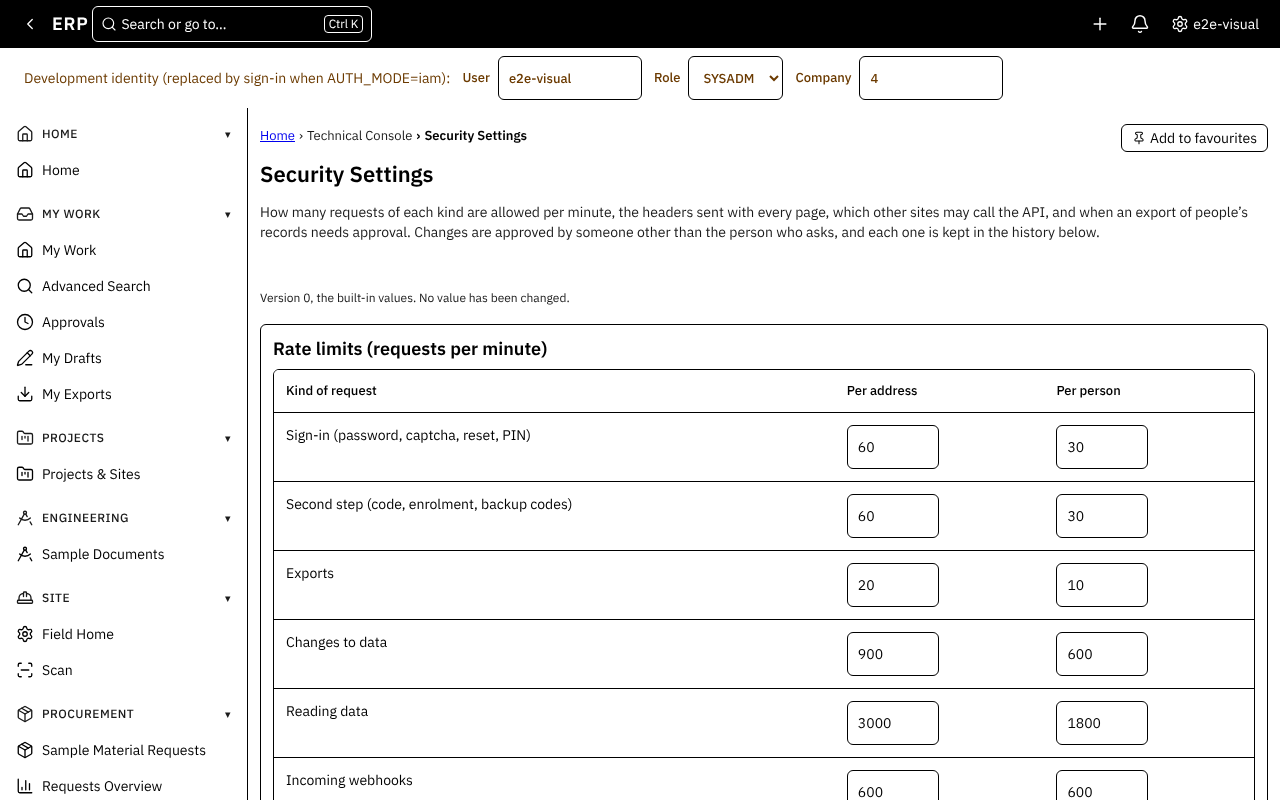 ERP
Search or go to...
Ctrl K
e2e-visual
Development identity (replaced by sign-in when AUTH_MODE=iam):
User
e2e-visual
Role
SYSADM
Company
4
HOME
Home
MY WORK
My Work
Advanced Search
Approvals
My Drafts
My Exports
PROJECTS
Projects & Sites
ENGINEERING
Sample Documents
SITE
Field Home
Scan
PROCUREMENT
Sample Material Requests
Requests Overview
Home › Technical Console › Security Settings
Add to favourites
Security Settings
How many requests of each kind are allowed per minute, the headers sent with every page, which other sites may call the API, and when an export of people’s
records needs approval. Changes are approved by someone other than the person who asks, and each one is kept in the history below.
Version 0, the built-in values. No value has been changed.
Rate limits (requests per minute)
Kind of request Per address Per person
Sign-in (password, captcha, reset, PIN) 60 30
Second step (code, enrolment, backup codes) 60 30
Exports 20 10
Changes to data 900 600
Reading data 3000 1800
Incoming webhooks 600 600